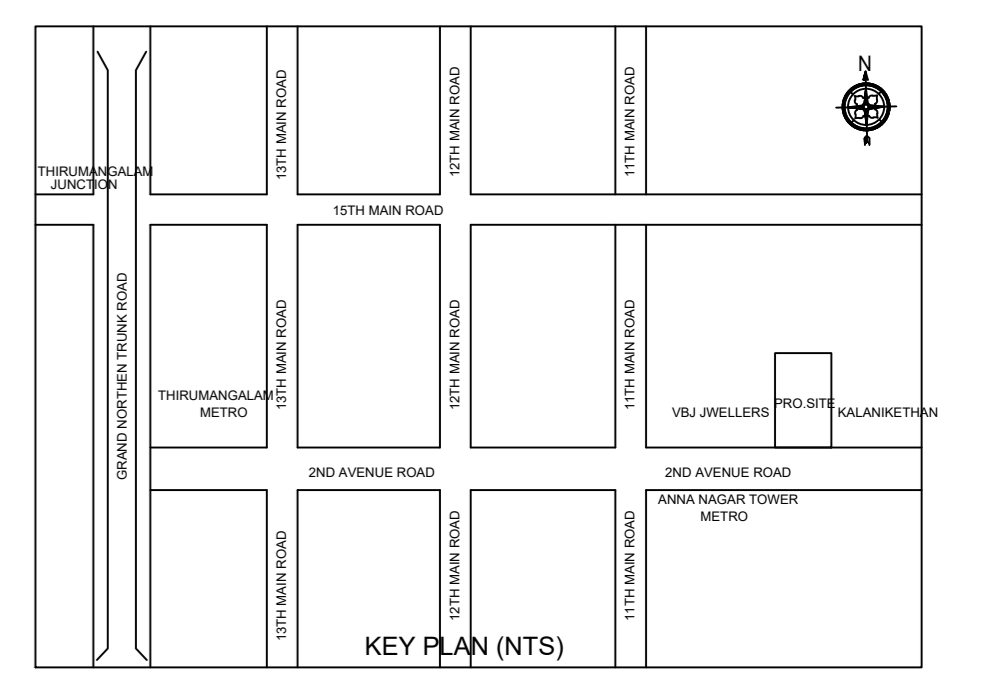 N
13TH MAIN ROAD
12TH MAIN ROAD
11TH MAIN ROAD
THIRUMANGALAM
JUNCTION
15TH MAIN ROAD
GRAND NORTHEN TRUNK ROAD
13TH MAIN ROAD
12TH MAIN ROAD
11TH MAIN ROAD
THIRUMANGALAM
METRO
VBJ JWELLERS
PRO.SITE
KALANIKETHAN
2ND AVENUE ROAD
2ND AVENUE ROAD
ANNA NAGAR TOWER
METRO
13TH MAIN ROAD
12TH MAIN ROAD
11TH MAIN ROAD
KEY PLAN (NTS)